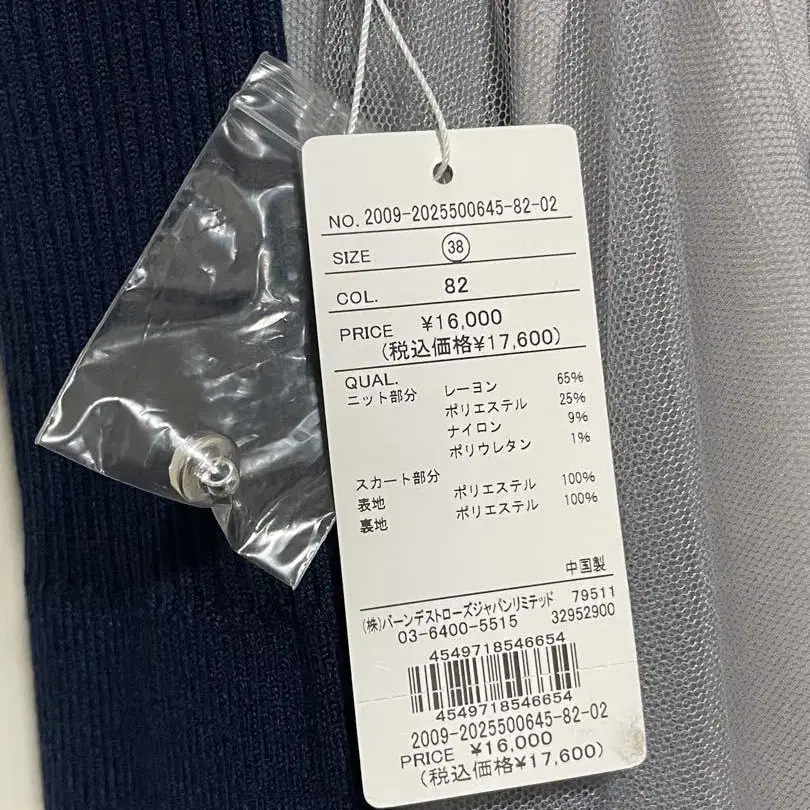 NO. 2009-2025500645-82-02
SIZE 38
COL. 82
PRICE ¥16,000
(税込価格¥17,600)
QUAL.
ニット部分 レーヨン 65%
ポリエステル 25%
ナイロン 9%
ポリウレタン 1%
スカート部分
表地 ポリエステル 100%
裏地 ポリエステル 100%
中国製
(株)バーンデストローズジャパンリミテッド 79511
03-6400-5515 32952900
4549718546654
4549718546654
2009-2025500645-82-02
PRICE ¥16,000
(税込価格¥17,600)